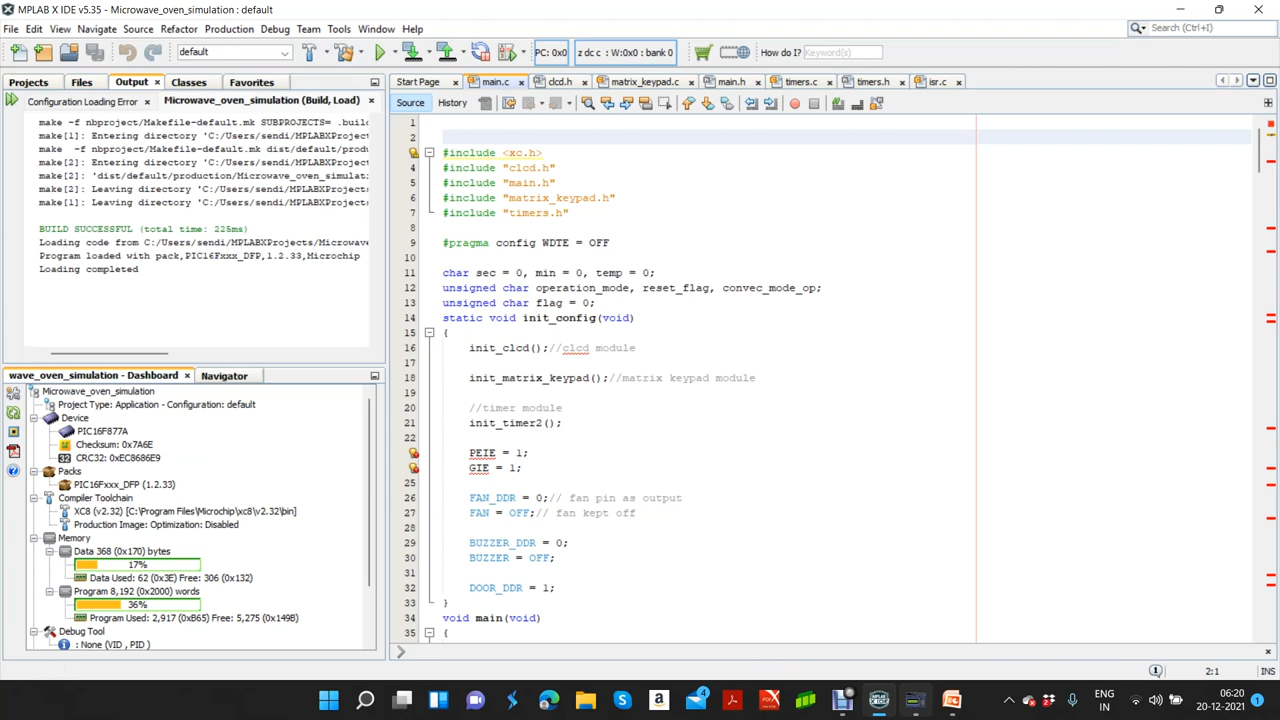 MPLAB X IDE v5.35 - Microwave_oven_simulation : default
File Edit View Navigate Source Refactor Production Debug Team Tools Window Help
Search (Ctrl+I)
default
PC: 0x0
z dc c : W:0x0 : bank 0
How do I? Keyword(s)
Projects Files Output Classes Favorites
Configuration Loading Error
Microwave_oven_simulation (Build, Load)
make -f nbproject/Makefile-default.mk SUBPROJECTS= .buil
make[1]: Entering directory 'C:/Users/sendi/MPLABXProject
make -f nbproject/Makefile-default.mk dist/default/produ
make[2]: Entering directory 'C:/Users/sendi/MPLABXProject
make[2]: 'dist/default/production/Microwave_oven_simulati
make[2]: Leaving directory 'C:/Users/sendi/MPLABXProjects
make[1]: Leaving directory 'C:/Users/sendi/MPLABXProjects
BUILD SUCCESSFUL (total time: 225ms)
Loading code from C:/Users/sendi/MPLABXProjects/Microwave
Program loaded with pack,PIC16Fxxx_DFP,1.2.33,Microchip
Loading completed
wave_oven_simulation - Dashboard
Navigator
Microwave_oven_simulation
Project Type: Application - Configuration: default
Device
PIC16F877A
Checksum: 0x7A6E
CRC32: 0xEC8686E9
Packs
PIC16Fxxx_DFP (1.2.33)
Compiler Toolchain
XC8 (v2.32) [C:\Program Files\Microchip\xc8\v2.32\bin]
Production Image: Optimization: Disabled
Memory
Data 368 (0x170) bytes
17%
Data Used: 62 (0x3E) Free: 306 (0x132)
Program 8,192 (0x2000) words
36%
Program Used: 2,917 (0xB65) Free: 5,275 (0x149B)
Debug Tool
: None (VID , PID )
Start Page main.c clcd.h matrix_keypad.c main.h timers.c timers.h isr.c
Source History
1
2
3 #include <xc.h>
4 #include "clcd.h"
5 #include "main.h"
6 #include "matrix_keypad.h"
7 #include "timers.h"
8
9 #pragma config WDTE = OFF
10
11 char sec = 0, min = 0, temp = 0;
12 unsigned char operation_mode, reset_flag, convec_mode_op;
13 unsigned char flag = 0;
14 static void init_config(void)
15 {
16 init_clcd();//clcd module
17
18 init_matrix_keypad();//matrix keypad module
19
20 //timer module
21 init_timer2();
22
PEIE = 1;
GIE = 1;
25
26 FAN_DDR = 0;// fan pin as output
27 FAN = OFF;// fan kept off
28
29 BUZZER_DDR = 0;
30 BUZZER = OFF;
31
32 DOOR_DDR = 1;
33 }
34 void main(void)
35 {
2:1 INS
4
ENG
IN
06:20
20-12-2021
1